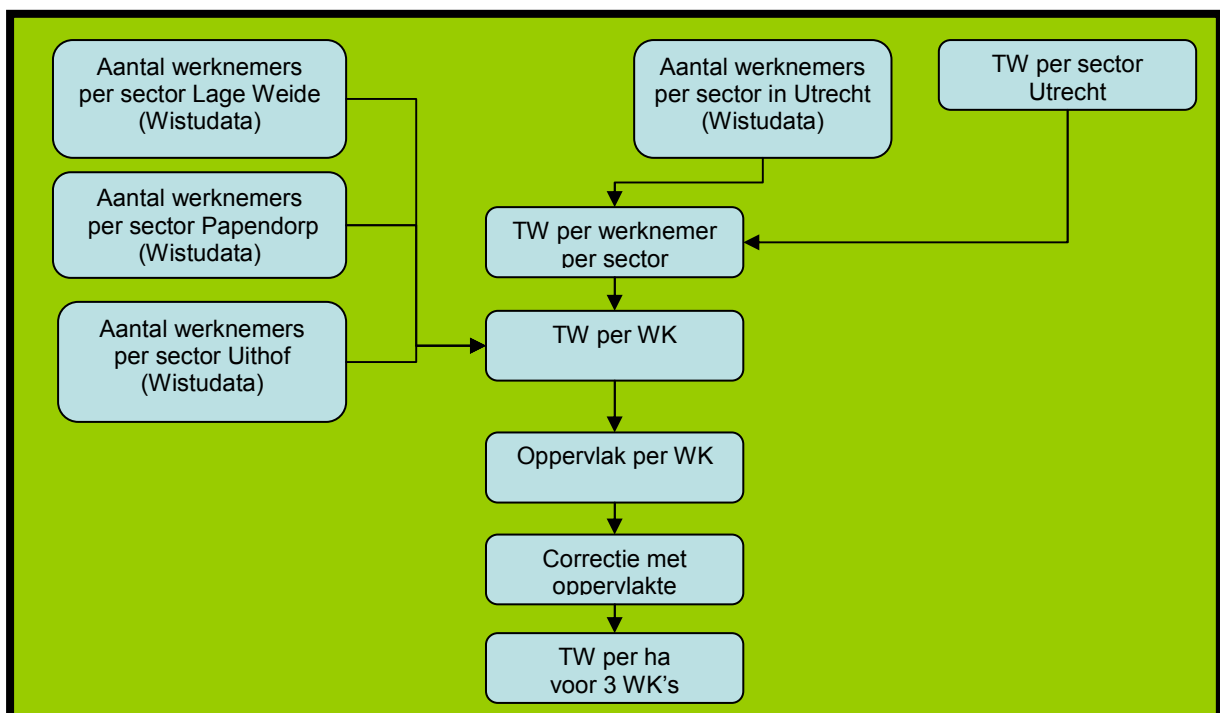 Aantal werknemers
per sector Lage Weide
(Wistudata)
Aantal werknemers
per sector Papendorp
(Wistudata)
Aantal werknemers
per sector Uithof
(Wistudata)
Aantal werknemers
per sector in Utrecht
(Wistudata)
TW per sector
Utrecht
TW per werknemer
per sector
TW per WK
Oppervlak per WK
Correctie met
oppervlakte
TW per ha
voor 3 WK's